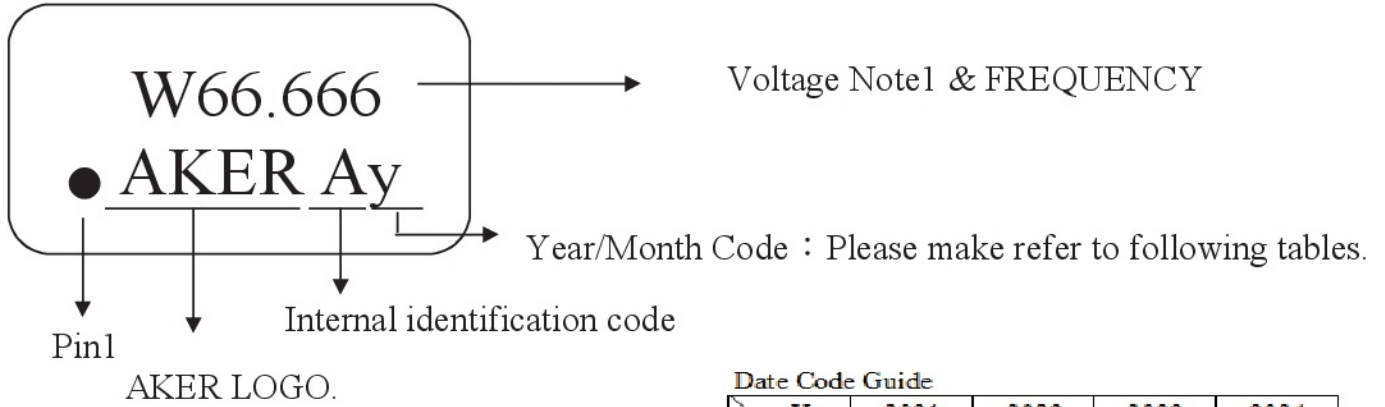 W66.666
Voltage Note1 & FREQUENCY
● AKER Ay
Year/Month Code：Please make refer to following tables.
Internal identification code
Pin1
AKER LOGO.
Date Code Guide